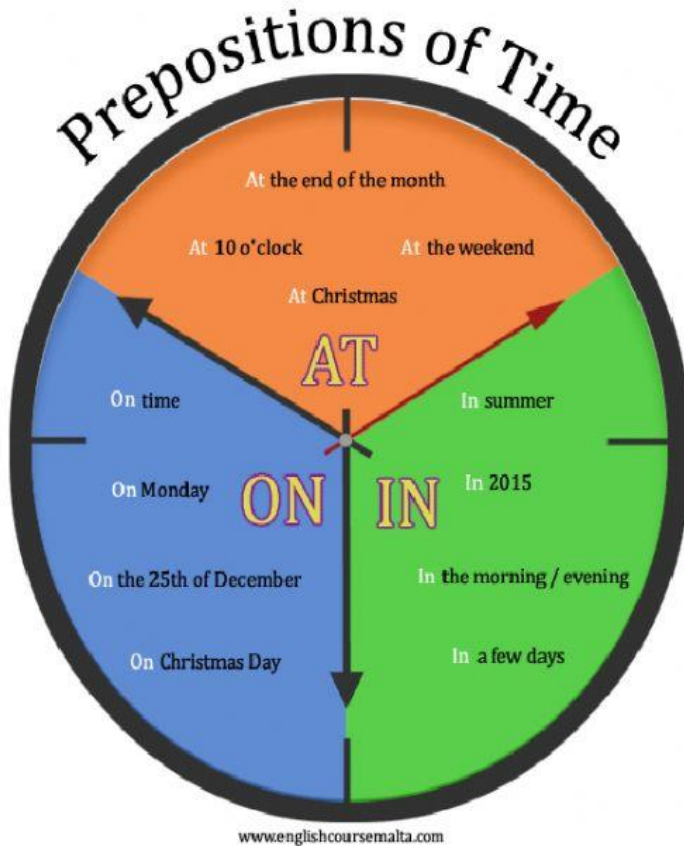 Prepositions of Time
At the end of the month
At 10 o'clock
At the weekend
At Christmas
AT
On time
On Monday
ON
On the 25th of December
On Christmas Day
In summer
In 2015
IN
In the morning / evening
In a few days
www.englishcoursemalta.com